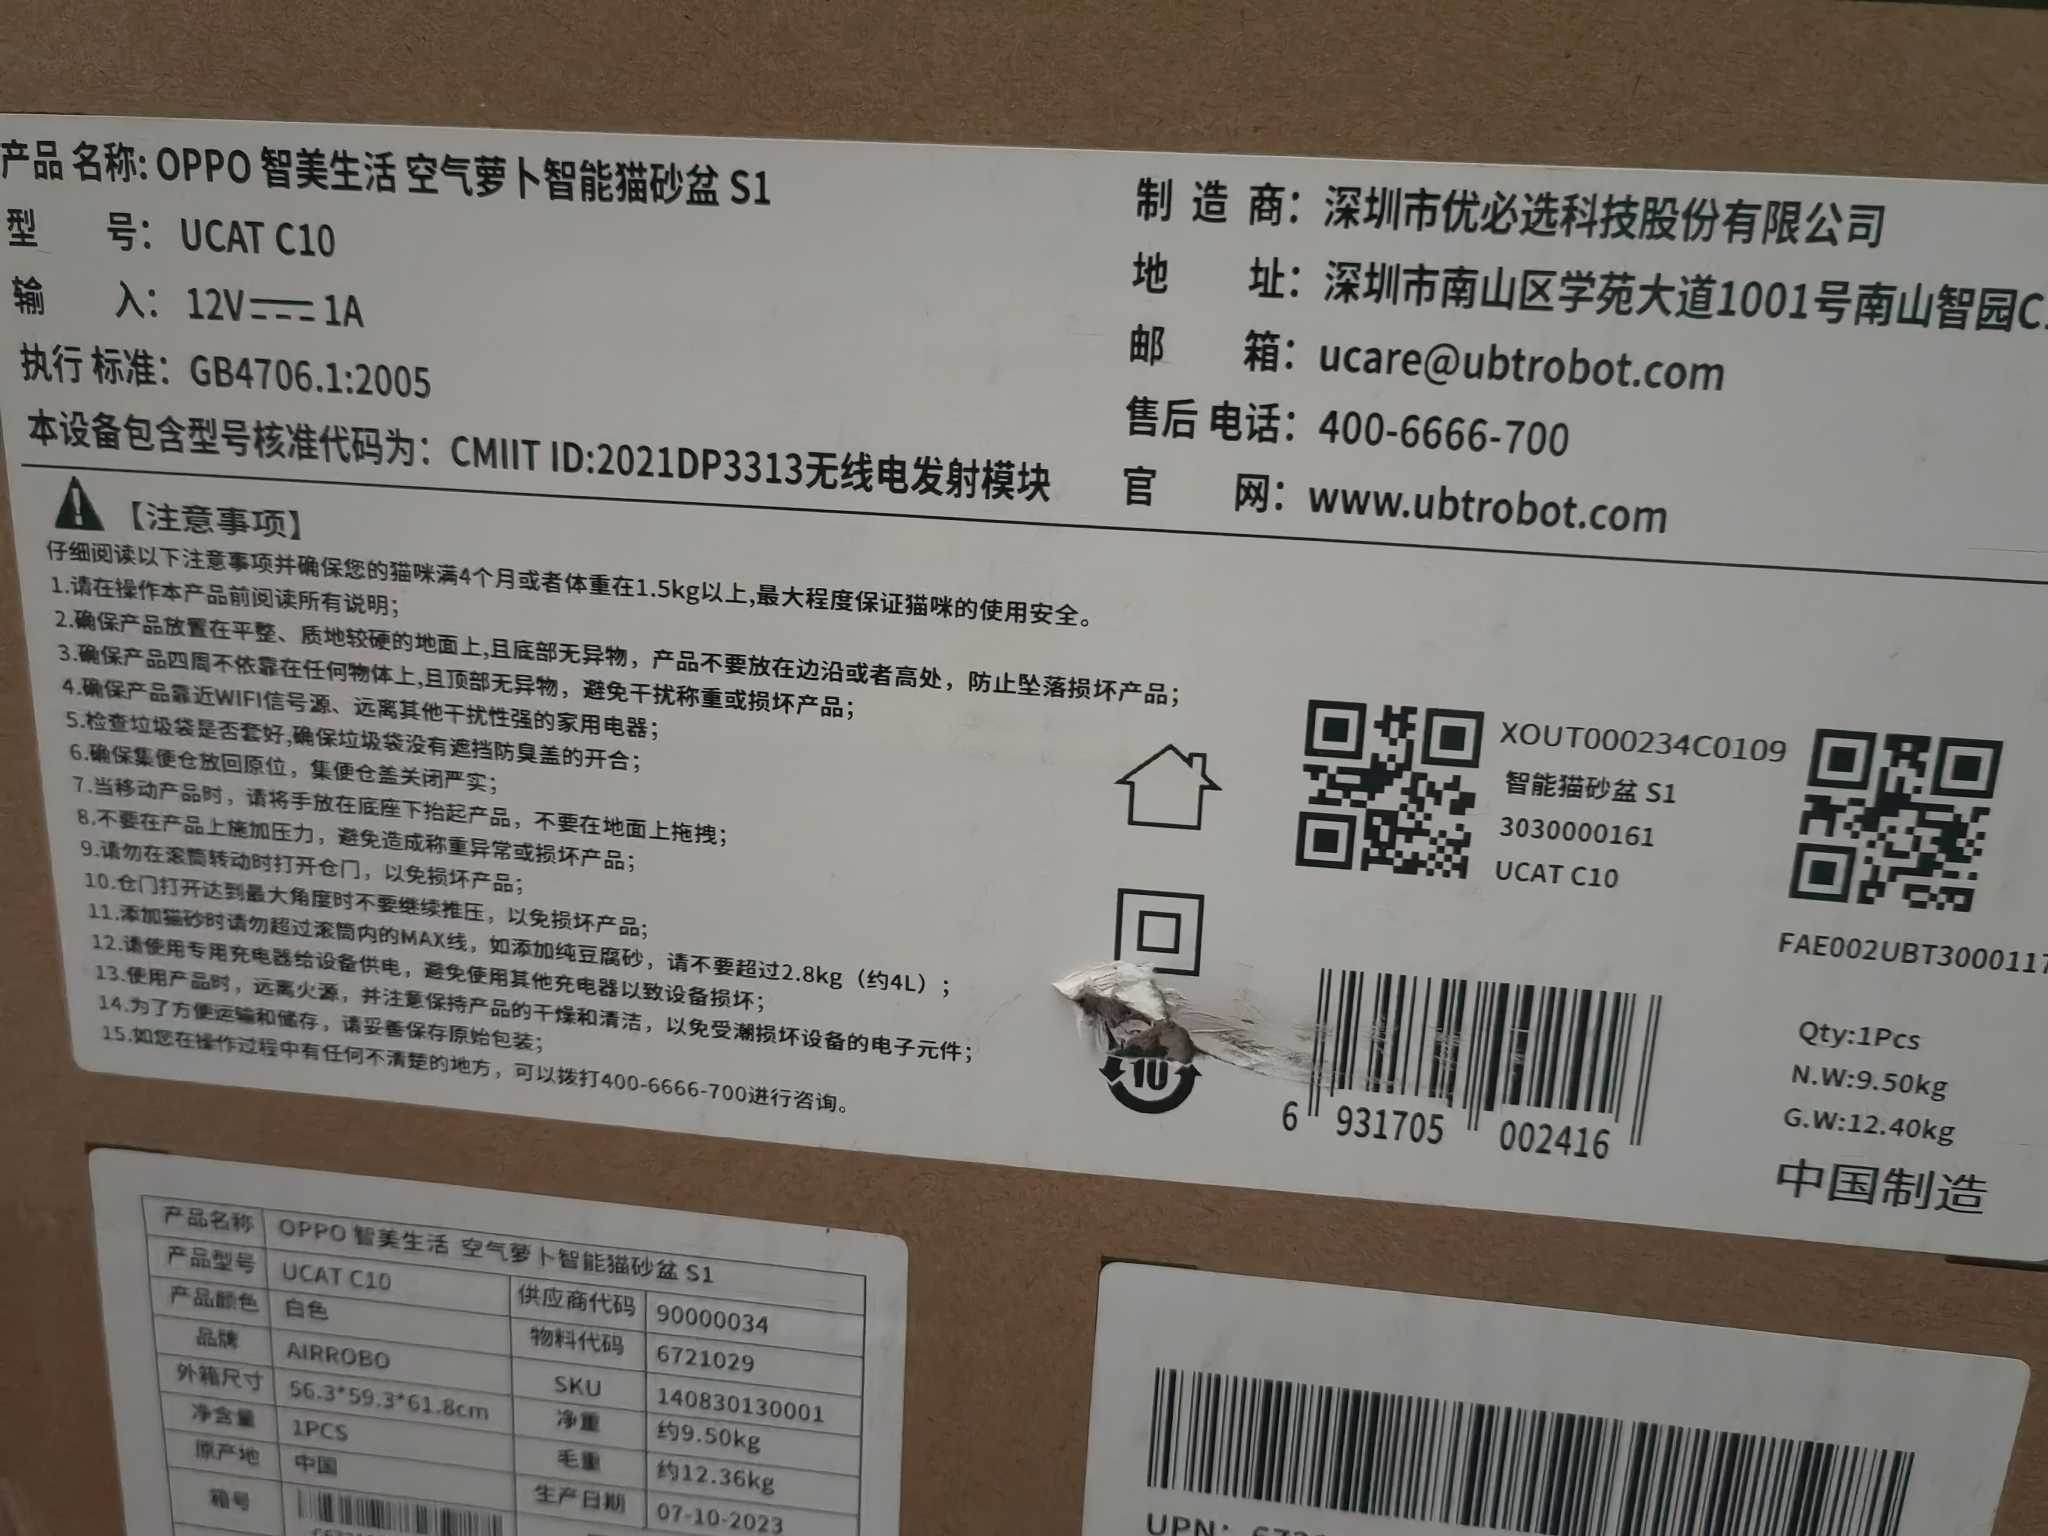 产品 名称: OPPO 智美生活 空气萝卜智能猫砂盆 S1
型 号： UCAT C10
输 入： 12V 1A
执行 标准： GB4706.1:2005
本设备包含型号核准代码为：CMIIT ID:2021DP3313无线电发射模块
制 造 商： 深圳市优必选科技股份有限公司
地 址： 深圳市南山区学苑大道1001号南山智园
邮 箱： ucare@ubtrobot.com
售后 电话： 400-6666-700
官 网： www.ubtrobot.com
【注意事项】
仔细阅读以下注意事项并确保您的猫咪满4个月或者体重在1.5kg以上,最大程度保证猫咪的使用安全。
1.请在操作本产品前阅读所有说明；
2.确保产品放置在平整、质地较硬的地面上,且底部无异物，产品不要放在边沿或者高处，防止坠落损坏产品；
3.确保产品四周不依靠在任何物体上,且顶部无异物，避免干扰称重或损坏产品；
4.确保产品靠近WIFI信号源、远离其他干扰性强的家用电器；
5.检查垃圾袋是否套好,确保垃圾袋没有遮挡防臭盖的开合；
6.确保集便仓放回原位，集便仓盖关闭严实；
7.当移动产品时，请将手放在底座下抬起产品，不要在地面上拖拽；
8.不要在产品上施加压力，避免造成称重异常或损坏产品；
9.请勿在滚筒转动时打开仓门，以免损坏产品；
10.仓门打开达到最大角度时不要继续推压，以免损坏产品；
11.添加猫砂时请勿超过滚筒内的MAX线，如添加纯豆腐砂，请不要超过2.8kg（约4L）；
12.请使用专用充电器给设备供电，避免使用其他充电器以致设备损坏；
13.使用产品时，远离火源，并注意保持产品的干燥和清洁，以免受潮损坏设备的电子元件；
14.为了方便运输和储存，请妥善保存原始包装；
15.如您在操作过程中有任何不清楚的地方，可以拨打400-6666-700进行咨询。
10
XOUT000234C0109
智能猫砂盆 S1
3030000161
UCAT C10
6 931705 002416
FAE002UBT3000117
Qty:1Pcs
N.W:9.50kg
G.W:12.40kg
中国制造
产品名称 OPPO 智美生活 空气萝卜智能猫砂盆 S1
产品型号 UCAT C10 供应商代码 90000034
产品颜色 白色 物料代码 6721029
品牌 AIRROBO SKU 140830130001
外箱尺寸 56.3*59.3*61.8cm 净重 约9.50kg
净含量 1PCS 毛重 约12.36kg
原产地 中国 生产日期 07-10-2023
箱号
UPN：